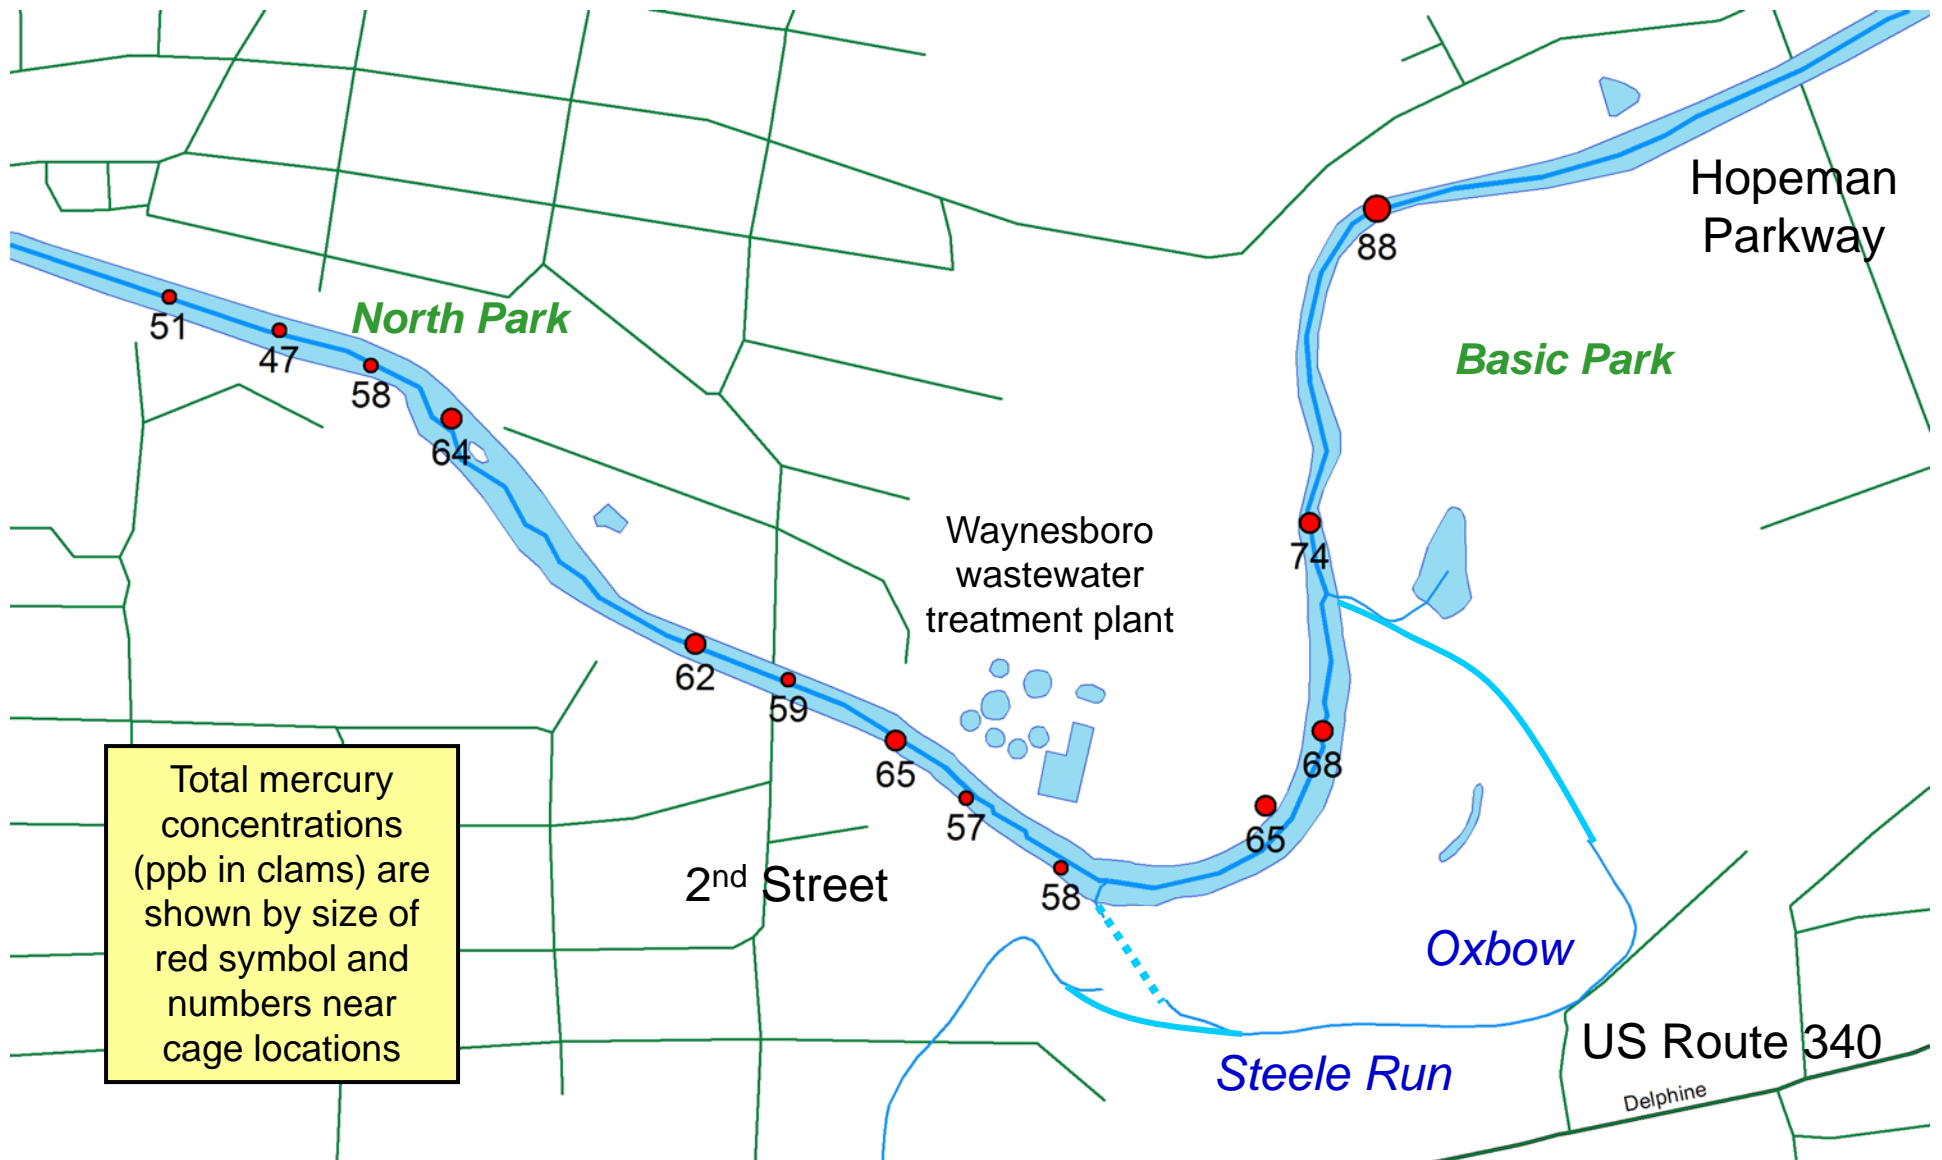 Hopeman
Parkway
88
51
47
58
North Park
64
Basic Park
Waynesboro
wastewater
treatment plant
74
62
59
65
57
58
65
68
2nd Street
Total mercury
concentrations
(ppb in clams) are
shown by size of
red symbol and
numbers near
cage locations
Oxbow
Steele Run
US Route 340
Delphine